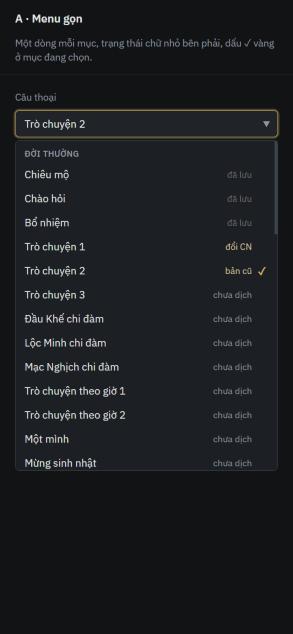 A · Menu gọn
Một dòng mỗi mục, trạng thái chữ nhỏ bên phải, dấu ✓ vàng
ở mục đang chọn.
Câu thoại
Trò chuyện 2
ĐỜI THƯỜNG
Chiêu mộ đã lưu
Chào hỏi đã lưu
Bổ nhiệm đã lưu
Trò chuyện 1 đổi CN
Trò chuyện 2 bản cũ ✓
Trò chuyện 3 chưa dịch
Đầu Khế chi đàm chưa dịch
Lộc Minh chi đàm chưa dịch
Mạc Nghịch chi đàm chưa dịch
Trò chuyện theo giờ 1 chưa dịch
Trò chuyện theo giờ 2 chưa dịch
Một mình chưa dịch
Mừng sinh nhật chưa dịch